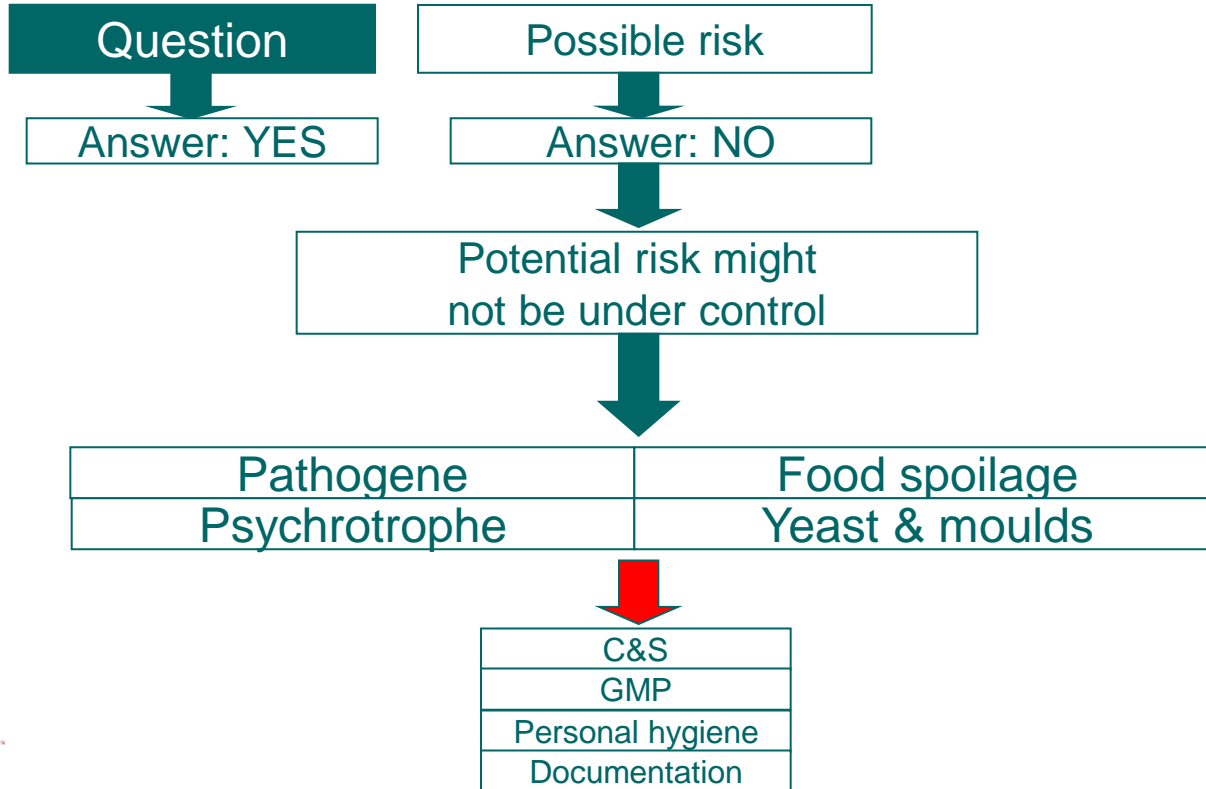 Question
Possible risk
Answer: YES
Answer: NO
Potential risk might
not be under control
Pathogene
Food spoilage
Psychrotrophe
Yeast & moulds
C&S
GMP
Personal hygiene
Documentation